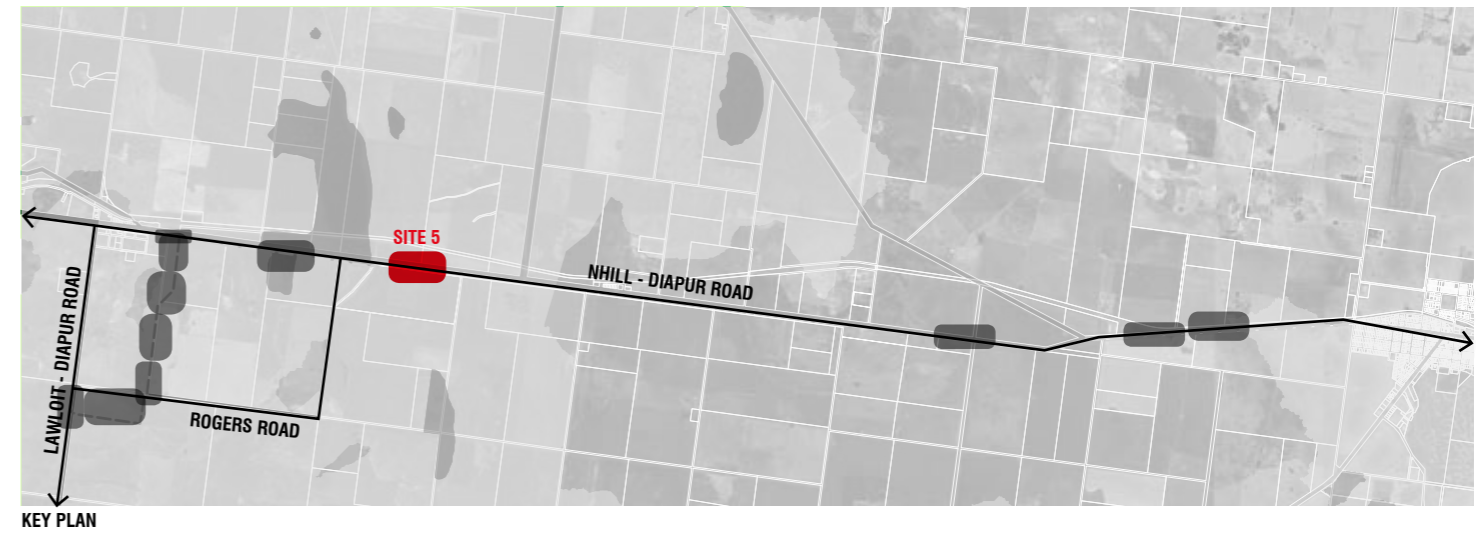 SITE 5
NHILL - DIAPUR ROAD
LAWLOIT - DIAPUR ROAD
ROGERS ROAD
KEY PLAN